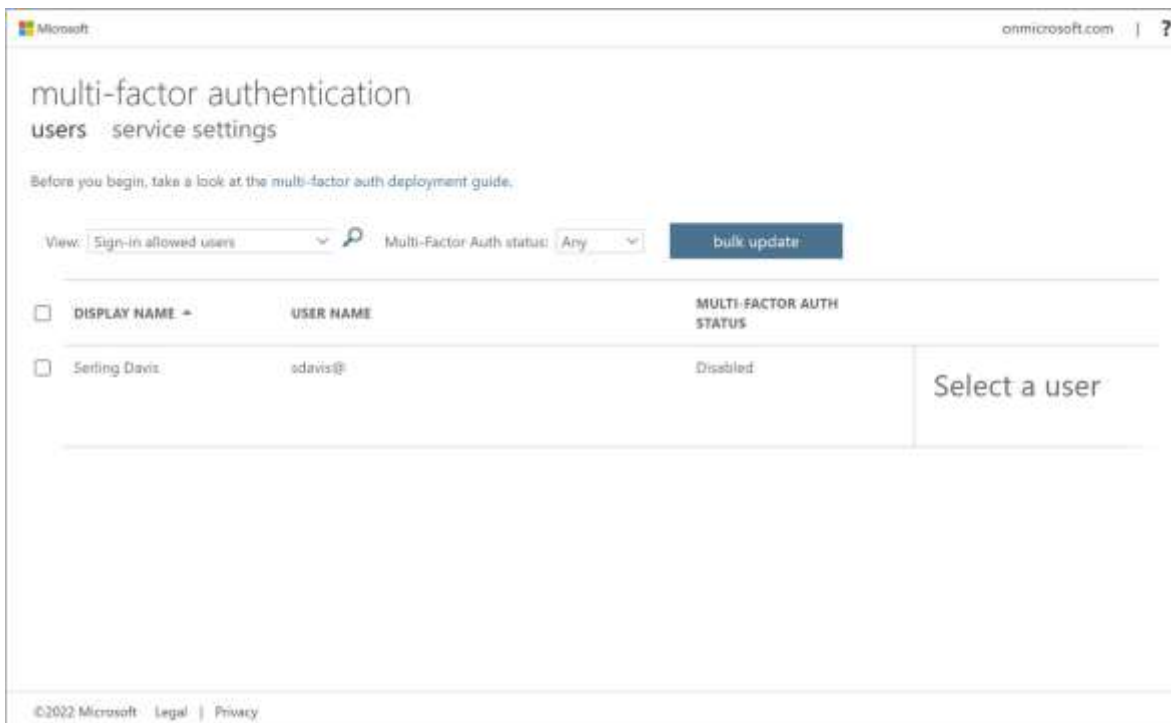 Microsoft
onmicrosoft.com | ?
multi-factor authentication
users service settings
Before you begin, take a look at the multi-factor auth deployment guide.
View: Sign-in allowed users Multi-Factor Auth status: Any bulk update
DISPLAY NAME USER NAME MULTI-FACTOR AUTH
STATUS
Serling Davis sdavis@ Disabled
Select a user
©2022 Microsoft Legal | Privacy